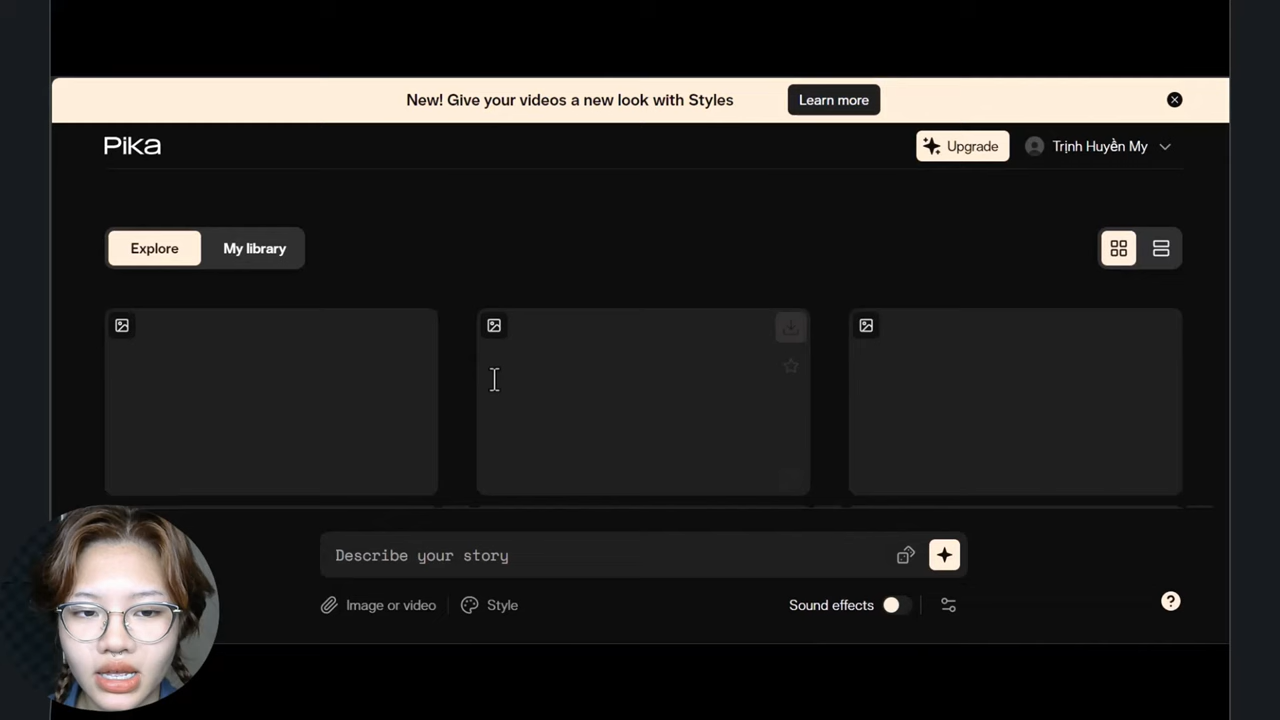 New! Give your videos a new look with Styles
Learn more
Pika
Upgrade
Trịnh Huyền My
Explore
My library
Describe your story
Image or video
Style
Sound effects
?